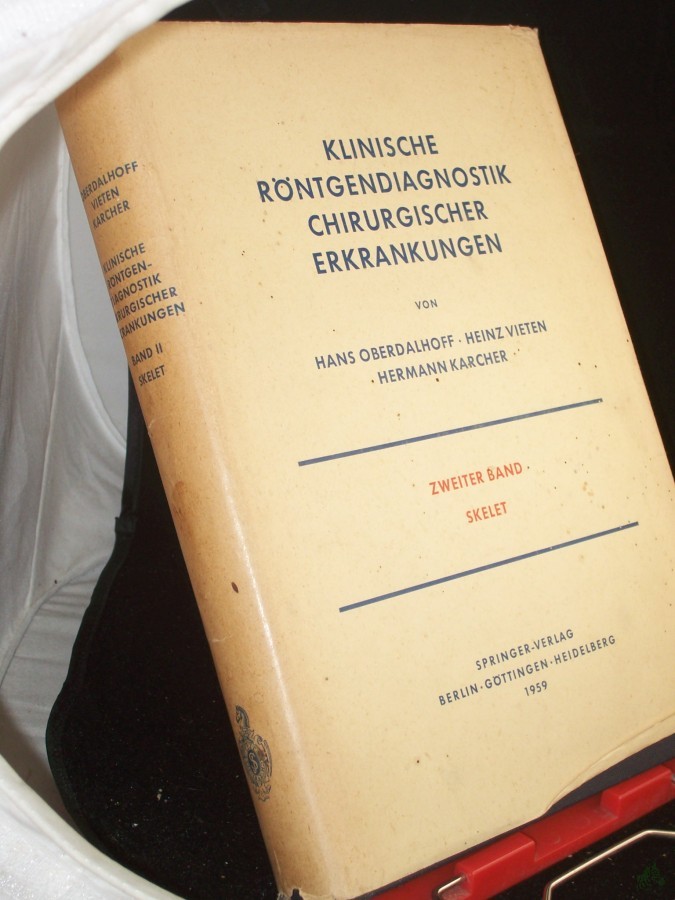 OBERDALHOFF
VIETEN
KARCHER
KLINISCHE
RÖNTGEN-
DIAGNOSTIK
CHIRURGISCHER
ERKRANKUNGEN
BAND II
SKELET
KLINISCHE
RÖNTGENDIAGNOSTIK
CHIRURGISCHER
ERKRANKUNGEN
VON
HANS OBERDALHOFF · HEINZ VIETEN
HERMANN KARCHER
ZWEITER BAND
SKELET
SPRINGER-VERLAG
BERLIN · GÖTTINGEN · HEIDELBERG
1959